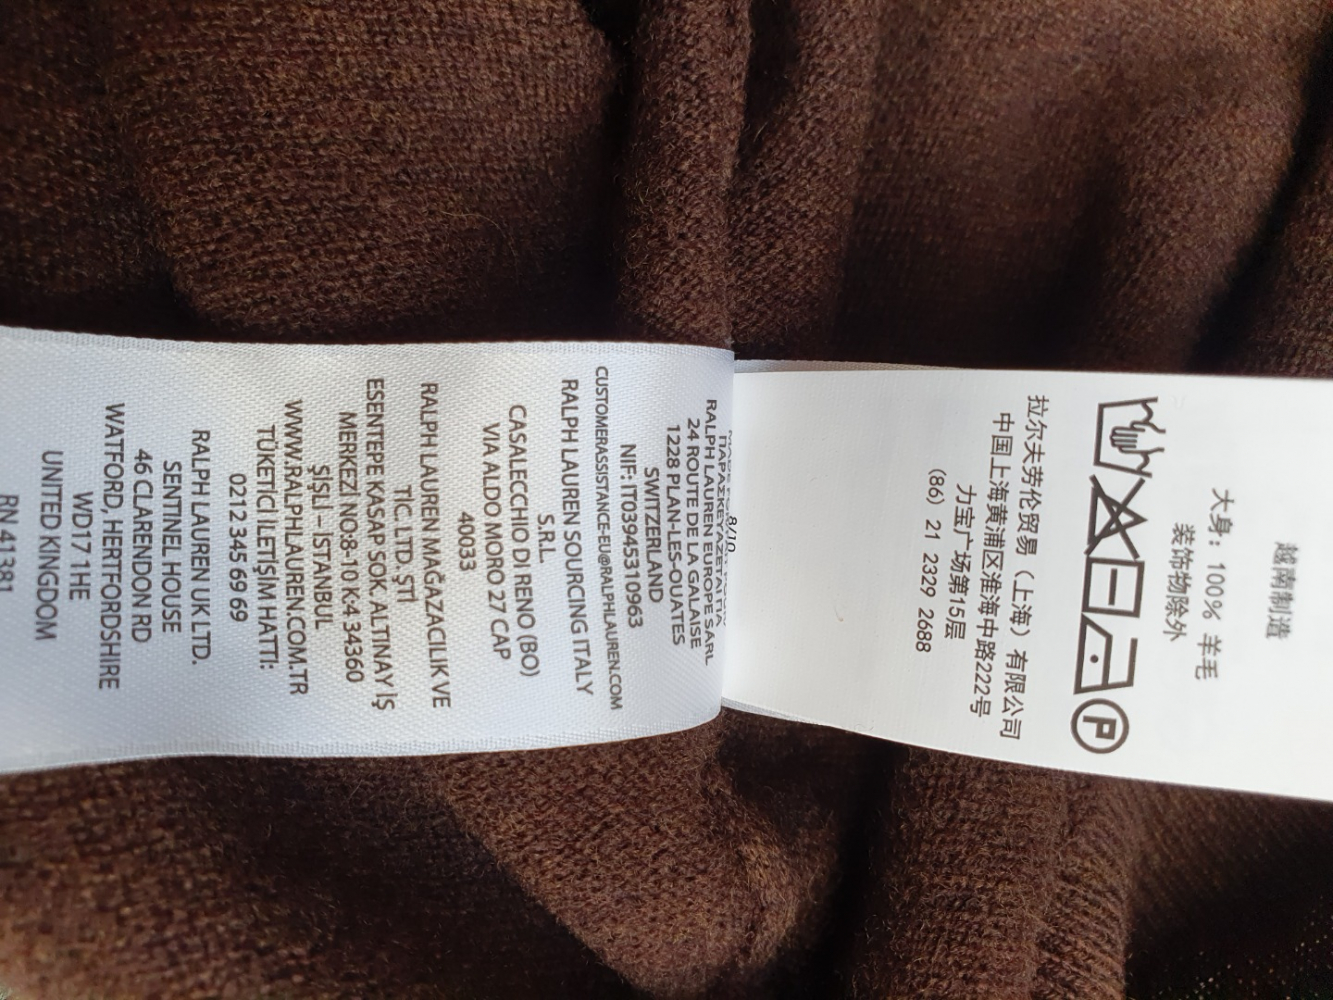 越南制造
大身：100% 羊毛
装饰物除外
P
拉尔夫劳伦贸易（上海）有限公司
中国上海黄浦区淮海中路222号
力宝广场第15层
(86) 21 2329 2688
8/10
ΠΑΡΑΣΚΕΥΑΖΕΤΑΙ ΓΙΑ
RALPH LAUREN EUROPE SARL
24 ROUTE DE LA GALAISE
1228 PLAN-LES-OUATES
SWITZERLAND
NIF: IT03945310963
CUSTOMERASSISTANCE-EU@RALPHLAUREN.COM
RALPH LAUREN SOURCING ITALY
S.R.L.
CASALECCHIO DI RENO (BO)
VIA ALDO MORO 27 CAP
40033
RALPH LAUREN MAĞAZACILIK VE
TİC. LTD. ŞTİ
ESENTEPE KASAP SOK. ALTINAY İŞ
MERKEZİ NO:8-10 K:4 34360
ŞİŞLİ – İSTANBUL
WWW.RALPHLAUREN.COM.TR
TÜKETİCİ İLETİŞİM HATTI:
0212 345 69 69
RALPH LAUREN UK LTD.
SENTINEL HOUSE
46 CLARENDON RD
WATFORD, HERTFORDSHIRE
WD17 1HE
UNITED KINGDOM
RN 41381